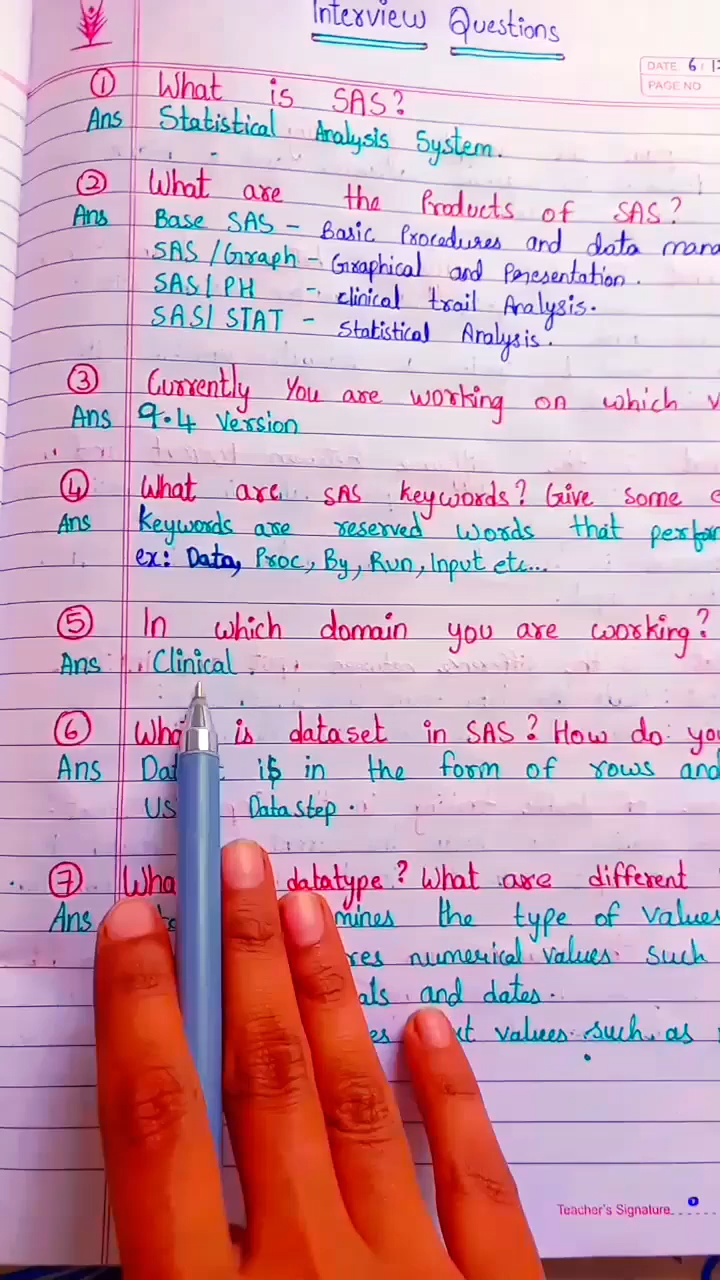 Interview Questions
DATE 6
PAGE NO
① What is SAS?
Ans Statistical Analysis System.
② What are the Products of SAS?
Ans Base SAS - Basic Procedures and data mana
SAS/Graph - Graphical and Peresentation.
SAS/PH - clinical trail Analysis.
SAS/STAT - Statistical Analysis.
③ Currently You are working on which v
Ans 9.4 Version
④ What are SAS keywords? Give some
Ans Keywords are reserved words that perfor
ex: Data, Proc, By, Run, Input etc...
⑤ In which domain you are working?
Ans Clinical.
⑥ is dataset in SAS? How do you
Ans is in the form of rows and
Datastep.
⑦ datatype? What are different
Ans the type of values
numerical values such
and dates.
values such as
Teacher's Signature